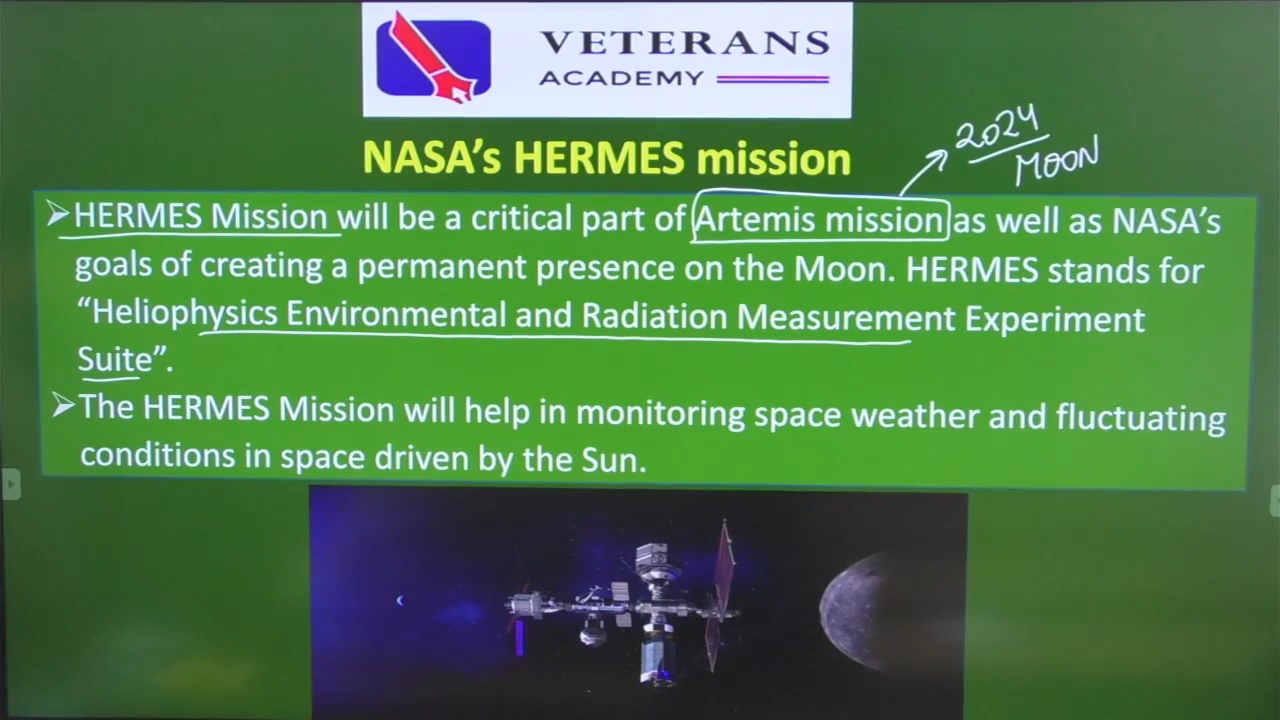 VETERANS
ACADEMY
NASA's HERMES mission
2024
MOON
➢HERMES Mission will be a critical part of Artemis mission as well as NASA's
goals of creating a permanent presence on the Moon. HERMES stands for
“Heliophysics Environmental and Radiation Measurement Experiment
Suite”.
➢The HERMES Mission will help in monitoring space weather and fluctuating
conditions in space driven by the Sun.